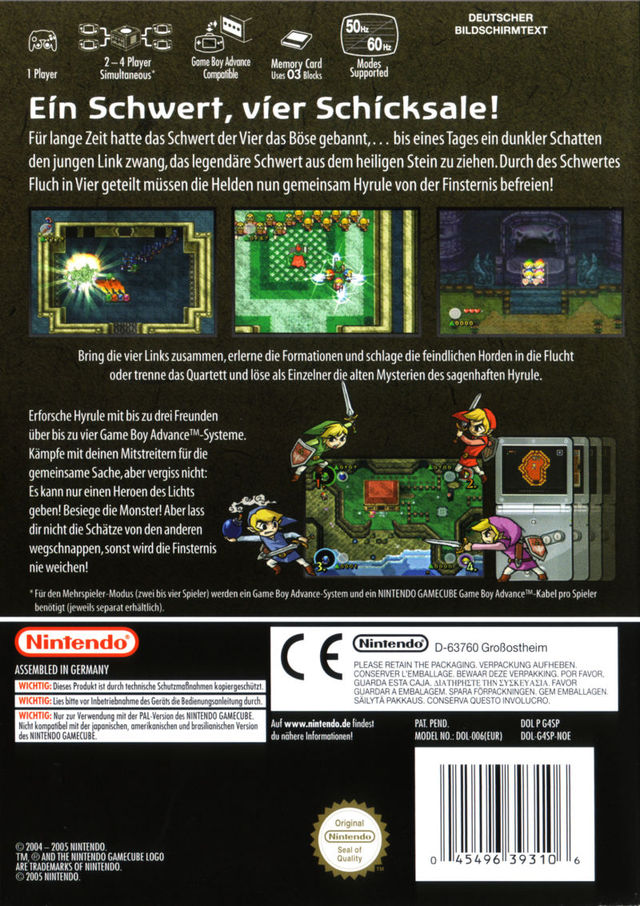 50Hz
60Hz
DEUTSCHER
BILDSCHIRMTEXT
1 Player
2 – 4 Player
Simultaneous*
Game Boy Advance
Compatible
Memory Card
Uses 03 Blocks
Modes
Supported
Ein Schwert, vier Schicksale!
Für lange Zeit hatte das Schwert der Vier das Böse gebannt,... bis eines Tages ein dunkler Schatten
den jungen Link zwang, das legendäre Schwert aus dem heiligen Stein zu ziehen. Durch des Schwertes
Fluch in Vier geteilt müssen die Helden nun gemeinsam Hyrule von der Finsternis befreien!
Bring die vier Links zusammen, erlerne die Formationen und schlage die feindlichen Horden in die Flucht
oder trenne das Quartett und löse als Einzelner die alten Mysterien des sagenhaften Hyrule.
Erforsche Hyrule mit bis zu drei Freunden
über bis zu vier Game Boy Advance™-Systeme.
Kämpfe mit deinen Mitstreitern für die
gemeinsame Sache, aber vergiss nicht:
Es kann nur einen Heroen des Lichts
geben! Besiege die Monster! Aber lass
dir nicht die Schätze von den anderen
wegschnappen, sonst wird die Finsternis
nie weichen!
1.
2.
3.
4.
* Für den Mehrspieler-Modus (zwei bis vier Spieler) werden ein Game Boy Advance-System und ein NINTENDO GAMECUBE Game Boy Advance™-Kabel pro Spieler
benötigt (jeweils separat erhältlich).
Nintendo®
ASSEMBLED IN GERMANY
WICHTIG: Dieses Produkt ist durch technische Schutzmaßnahmen kopiergeschützt.
WICHTIG: Lies bitte vor Inbetriebnahme des Geräts die Bedienungsanleitung durch.
WICHTIG: Nur zur Verwendung mit der PAL-Version des NINTENDO GAMECUBE.
Nicht kompatibel mit der japanischen, amerikanischen und brasilianischen Version
des NINTENDO GAMECUBE.
CE
Nintendo® D-63760 Großostheim
PLEASE RETAIN THE PACKAGING. VERPACKUNG AUFHEBEN.
CONSERVER L'EMBALLAGE. BEWAAR DEZE VERPAKKING. POR FAVOR,
GUARDA ESTA CAJA. ΔΙΑΤΗΡΗΣΤΕ ΤΗΝ ΣΥΣΚΕΥΑΣΙΑ. FAVOR
GUARDAR A EMBALAGEM. SPARA FÖRPACKNINGEN. GEM EMBALLAGEN.
SÄILYTÄ PAKKAUS. CONSERVA QUESTO INVOLUCRO.
Auf www.nintendo.de findest
du nähere Informationen!
PAT. PEND.
MODEL NO.: DOL-006(EUR)
DOL P G4SP
DOL-G4SP-NOE
Original
Nintendo®
Seal of
Quality
TM
0 45496 39310 6
© 2004 – 2005 NINTENDO.
TM, ® AND THE NINTENDO GAMECUBE LOGO
ARE TRADEMARKS OF NINTENDO.
© 2005 NINTENDO.